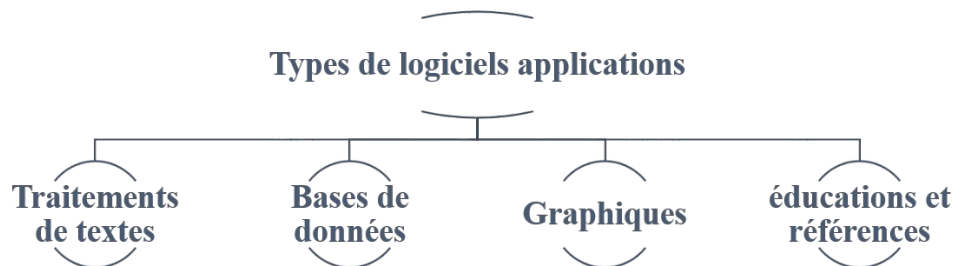 Types de logiciels applications
Traitements
de textes
Bases de
données
Graphiques
éducations et
références